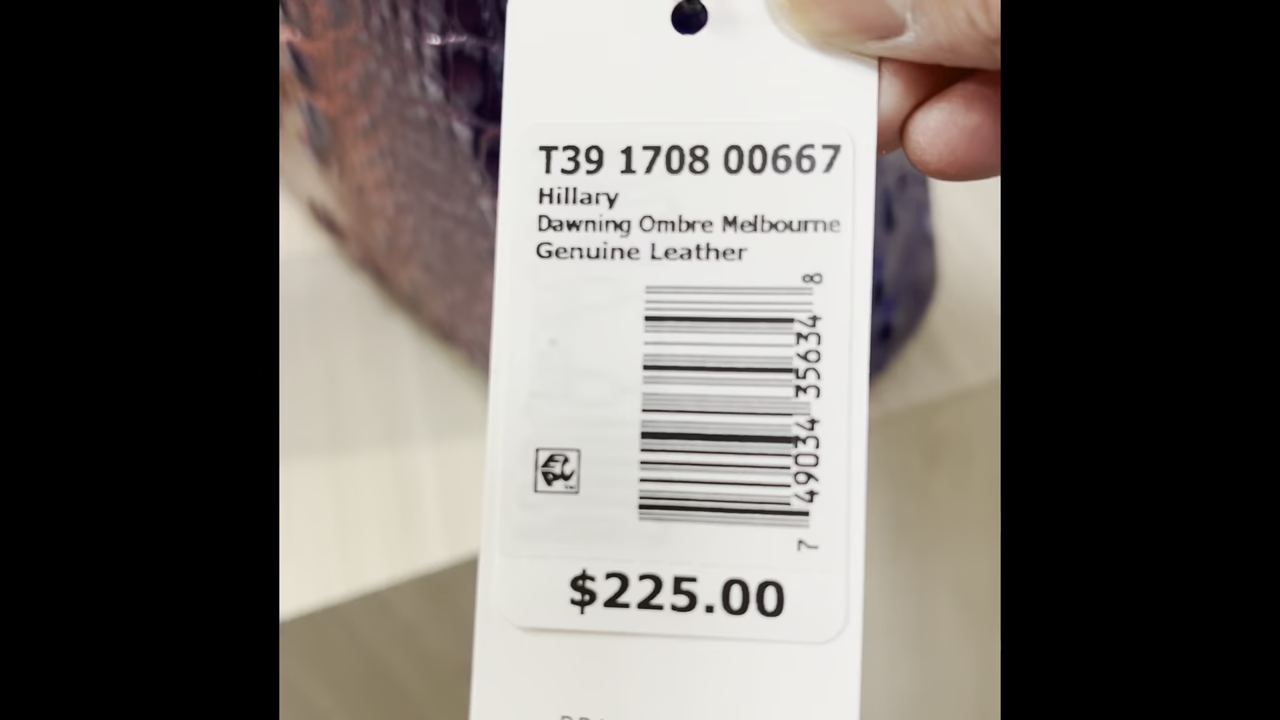 T39 1708 00667
Hillary
Dawning Ombre Melbourne
Genuine Leather
7 49034 35634 8
$225.00